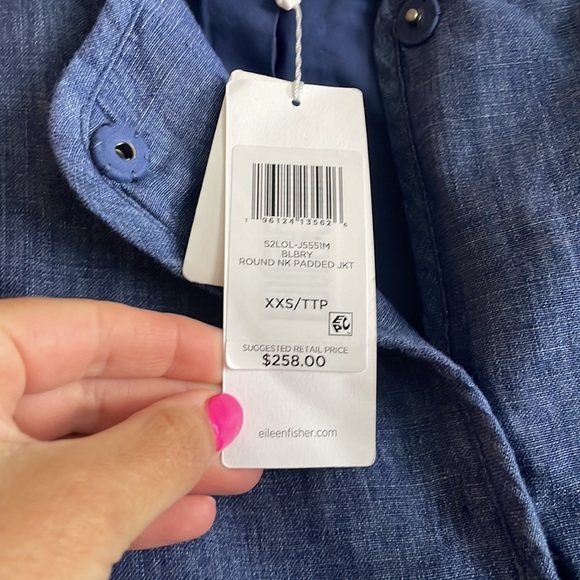 1 96124 13562 6
S2LOL-J5551M
BLBRY
ROUND NK PADDED JKT
XXS/TTP
EPC
SUGGESTED RETAIL PRICE
$258.00
eileenfisher.com